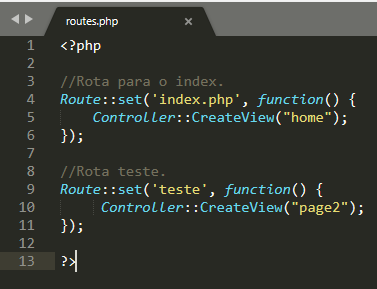 routes.php ×
1 <?php
2
3 //Rota para o index.
4 Route::set('index.php', function() {
5     Controller::CreateView("home");
6 });
7
8 //Rota teste.
9 Route::set('teste', function() {
10      Controller::CreateView("page2");
11 });
12
13 ?>